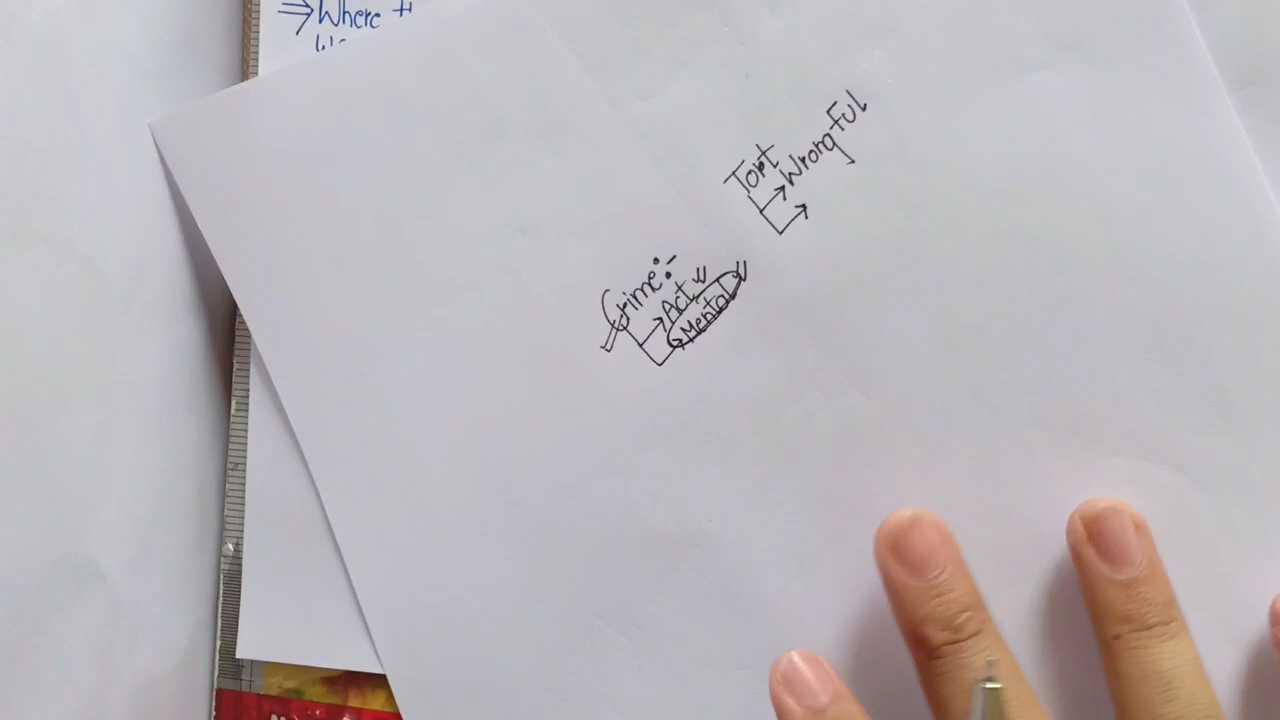 ⇒Where
Tort
→Wrongful
→
Crime:-
→Act
→Mental